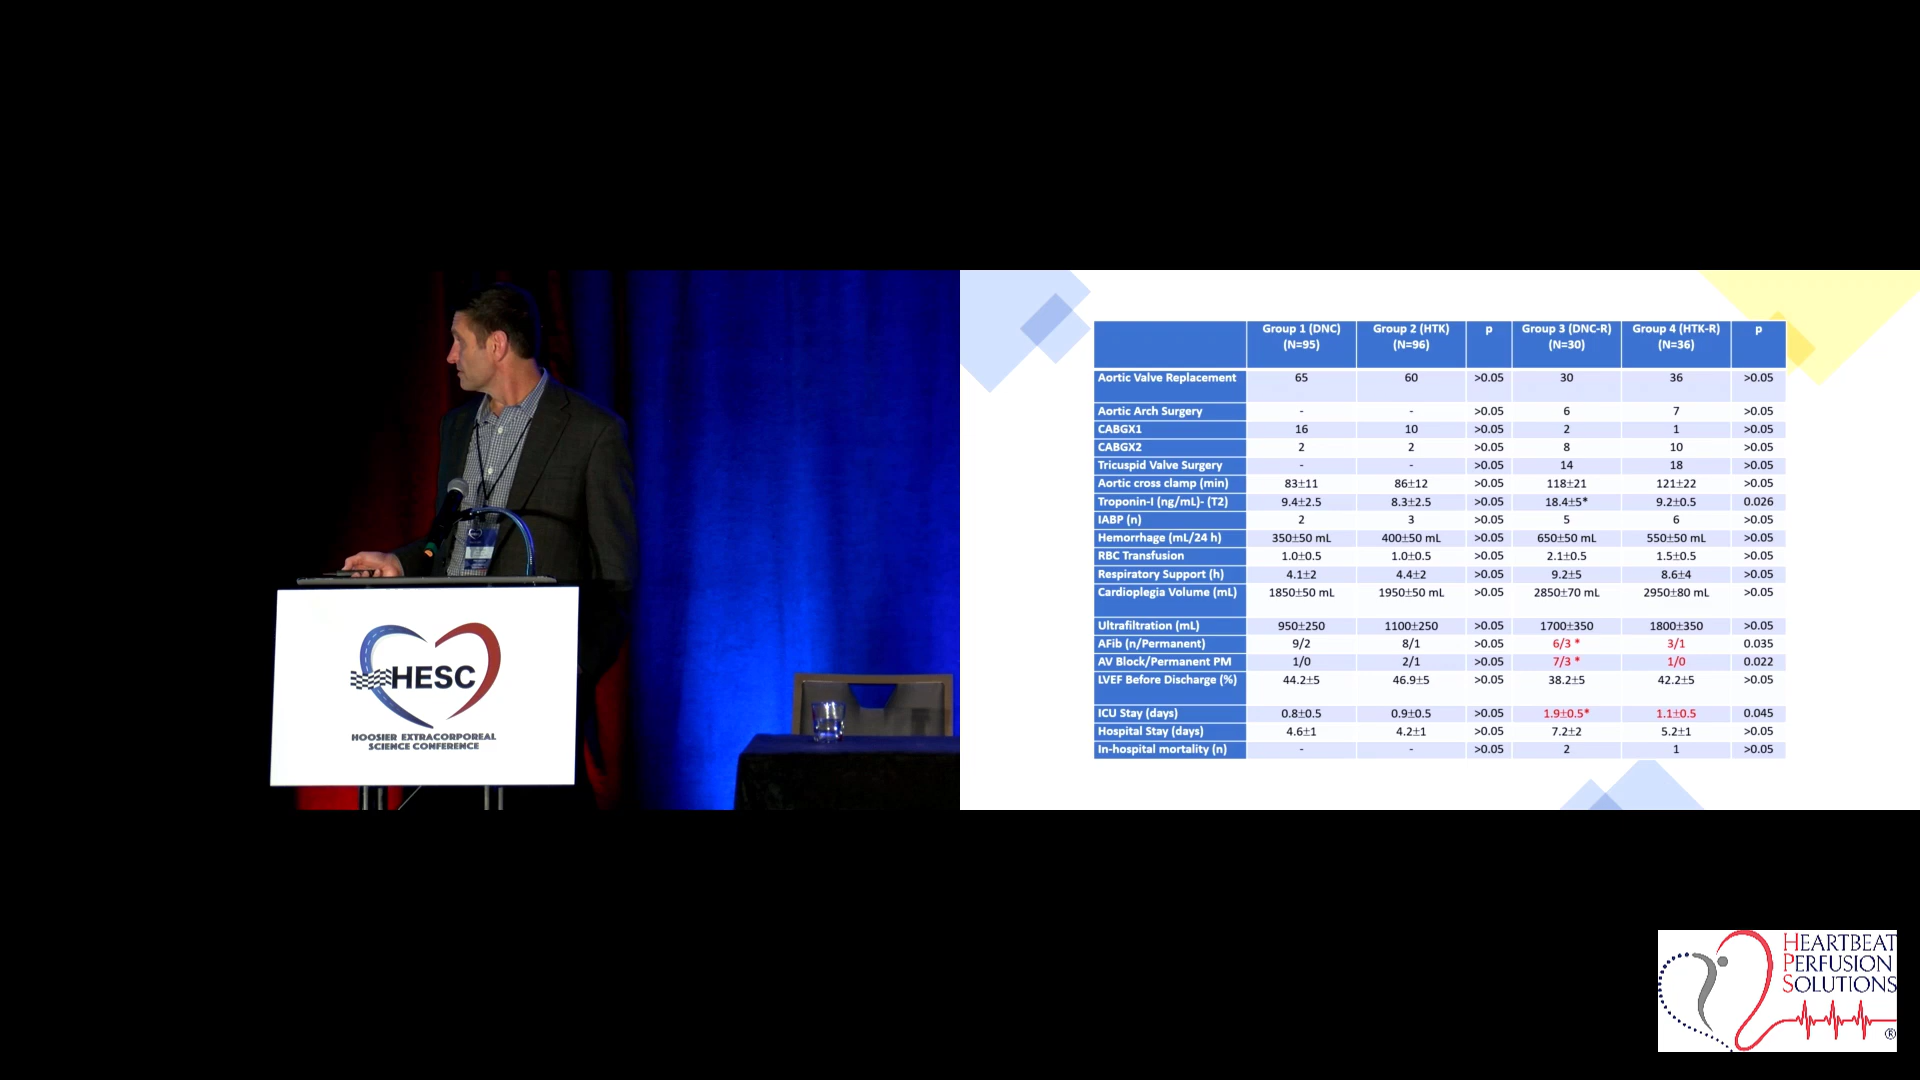 HESC
HOOSIER EXTRACORPOREAL
SCIENCE CONFERENCE
Group 1 (DNC) (N=95) Group 2 (HTK) (N=96) p Group 3 (DNC-R) (N=30) Group 4 (HTK-R) (N=36) p
Aortic Valve Replacement 65 60 >0.05 30 36 >0.05
Aortic Arch Surgery - - >0.05 6 7 >0.05
CABGX1 16 10 >0.05 2 1 >0.05
CABGX2 2 2 >0.05 8 10 >0.05
Tricuspid Valve Surgery - - >0.05 14 18 >0.05
Aortic cross clamp (min) 83±11 86±12 >0.05 118±21 121±22 >0.05
Troponin-I (ng/mL)- (T2) 9.4±2.5 8.3±2.5 >0.05 18.4±5* 9.2±0.5 0.026
IABP (n) 2 3 >0.05 5 6 >0.05
Hemorrhage (mL/24 h) 350±50 mL 400±50 mL >0.05 650±50 mL 550±50 mL >0.05
RBC Transfusion 1.0±0.5 1.0±0.5 >0.05 2.1±0.5 1.5±0.5 >0.05
Respiratory Support (h) 4.1±2 4.4±2 >0.05 9.2±5 8.6±4 >0.05
Cardioplegia Volume (mL) 1850±50 mL 1950±50 mL >0.05 2850±70 mL 2950±80 mL >0.05
Ultrafiltration (mL) 950±250 1100±250 >0.05 1700±350 1800±350 >0.05
AFib (n/Permanent) 9/2 8/1 >0.05 6/3 * 3/1 0.035
AV Block/Permanent PM 1/0 2/1 >0.05 7/3 * 1/0 0.022
LVEF Before Discharge (%) 44.2±5 46.9±5 >0.05 38.2±5 42.2±5 >0.05
ICU Stay (days) 0.8±0.5 0.9±0.5 >0.05 1.9±0.5* 1.1±0.5 0.045
Hospital Stay (days) 4.6±1 4.2±1 >0.05 7.2±2 5.2±1 >0.05
In-hospital mortality (n) - - >0.05 2 1 >0.05
HEARTBEAT
PERFUSION
SOLUTIONS
®